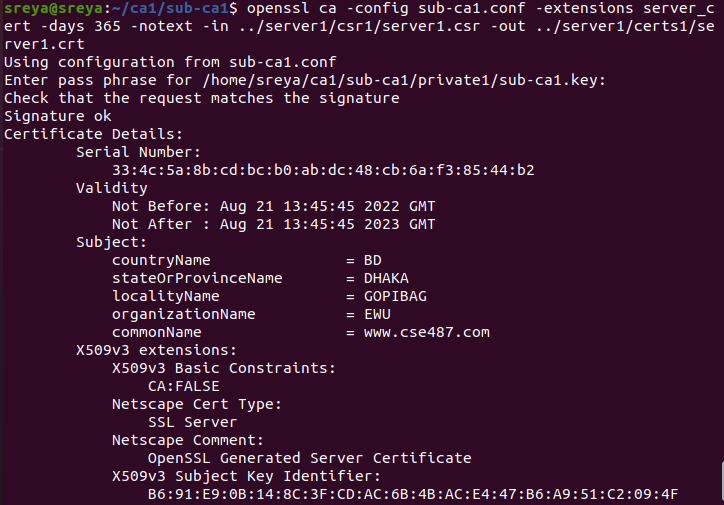 sreya@sreya:~/ca1/sub-ca1$ openssl ca -config sub-ca1.conf -extensions server_c
ert -days 365 -notext -in ../server1/csr1/server1.csr -out ../server1/certs1/se
rver1.crt
Using configuration from sub-ca1.conf
Enter pass phrase for /home/sreya/ca1/sub-ca1/private1/sub-ca1.key:
Check that the request matches the signature
Signature ok
Certificate Details:
        Serial Number:
            33:4c:5a:8b:cd:bc:b0:ab:dc:48:cb:6a:f3:85:44:b2
        Validity
            Not Before: Aug 21 13:45:45 2022 GMT
            Not After : Aug 21 13:45:45 2023 GMT
        Subject:
            countryName               = BD
            stateOrProvinceName       = DHAKA
            localityName              = GOPIBAG
            organizationName          = EWU
            commonName                = www.cse487.com
        X509v3 extensions:
            X509v3 Basic Constraints:
                CA:FALSE
            Netscape Cert Type:
                SSL Server
            Netscape Comment:
                OpenSSL Generated Server Certificate
            X509v3 Subject Key Identifier:
                B6:91:E9:0B:14:8C:3F:CD:AC:6B:4B:AC:E4:47:B6:A9:51:C2:09:4F